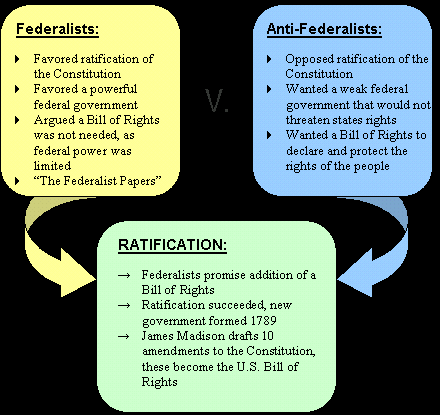 Federalists:
Favored ratification of
the Constitution
Favored a powerful
federal government
Argued a Bill of Rights
was not needed, as
federal power was
limited
“The Federalist Papers”
V.
Anti-Federalists:
Opposed ratification of the
Constitution
Wanted a weak federal
government that would not
threaten states rights
Wanted a Bill of Rights to
declare and protect the
rights of the people
RATIFICATION:
→ Federalists promise addition of a
Bill of Rights
→ Ratification succeeded, new
government formed 1789
→ James Madison drafts 10
amendments to the Constitution,
these become the U.S. Bill of
Rights